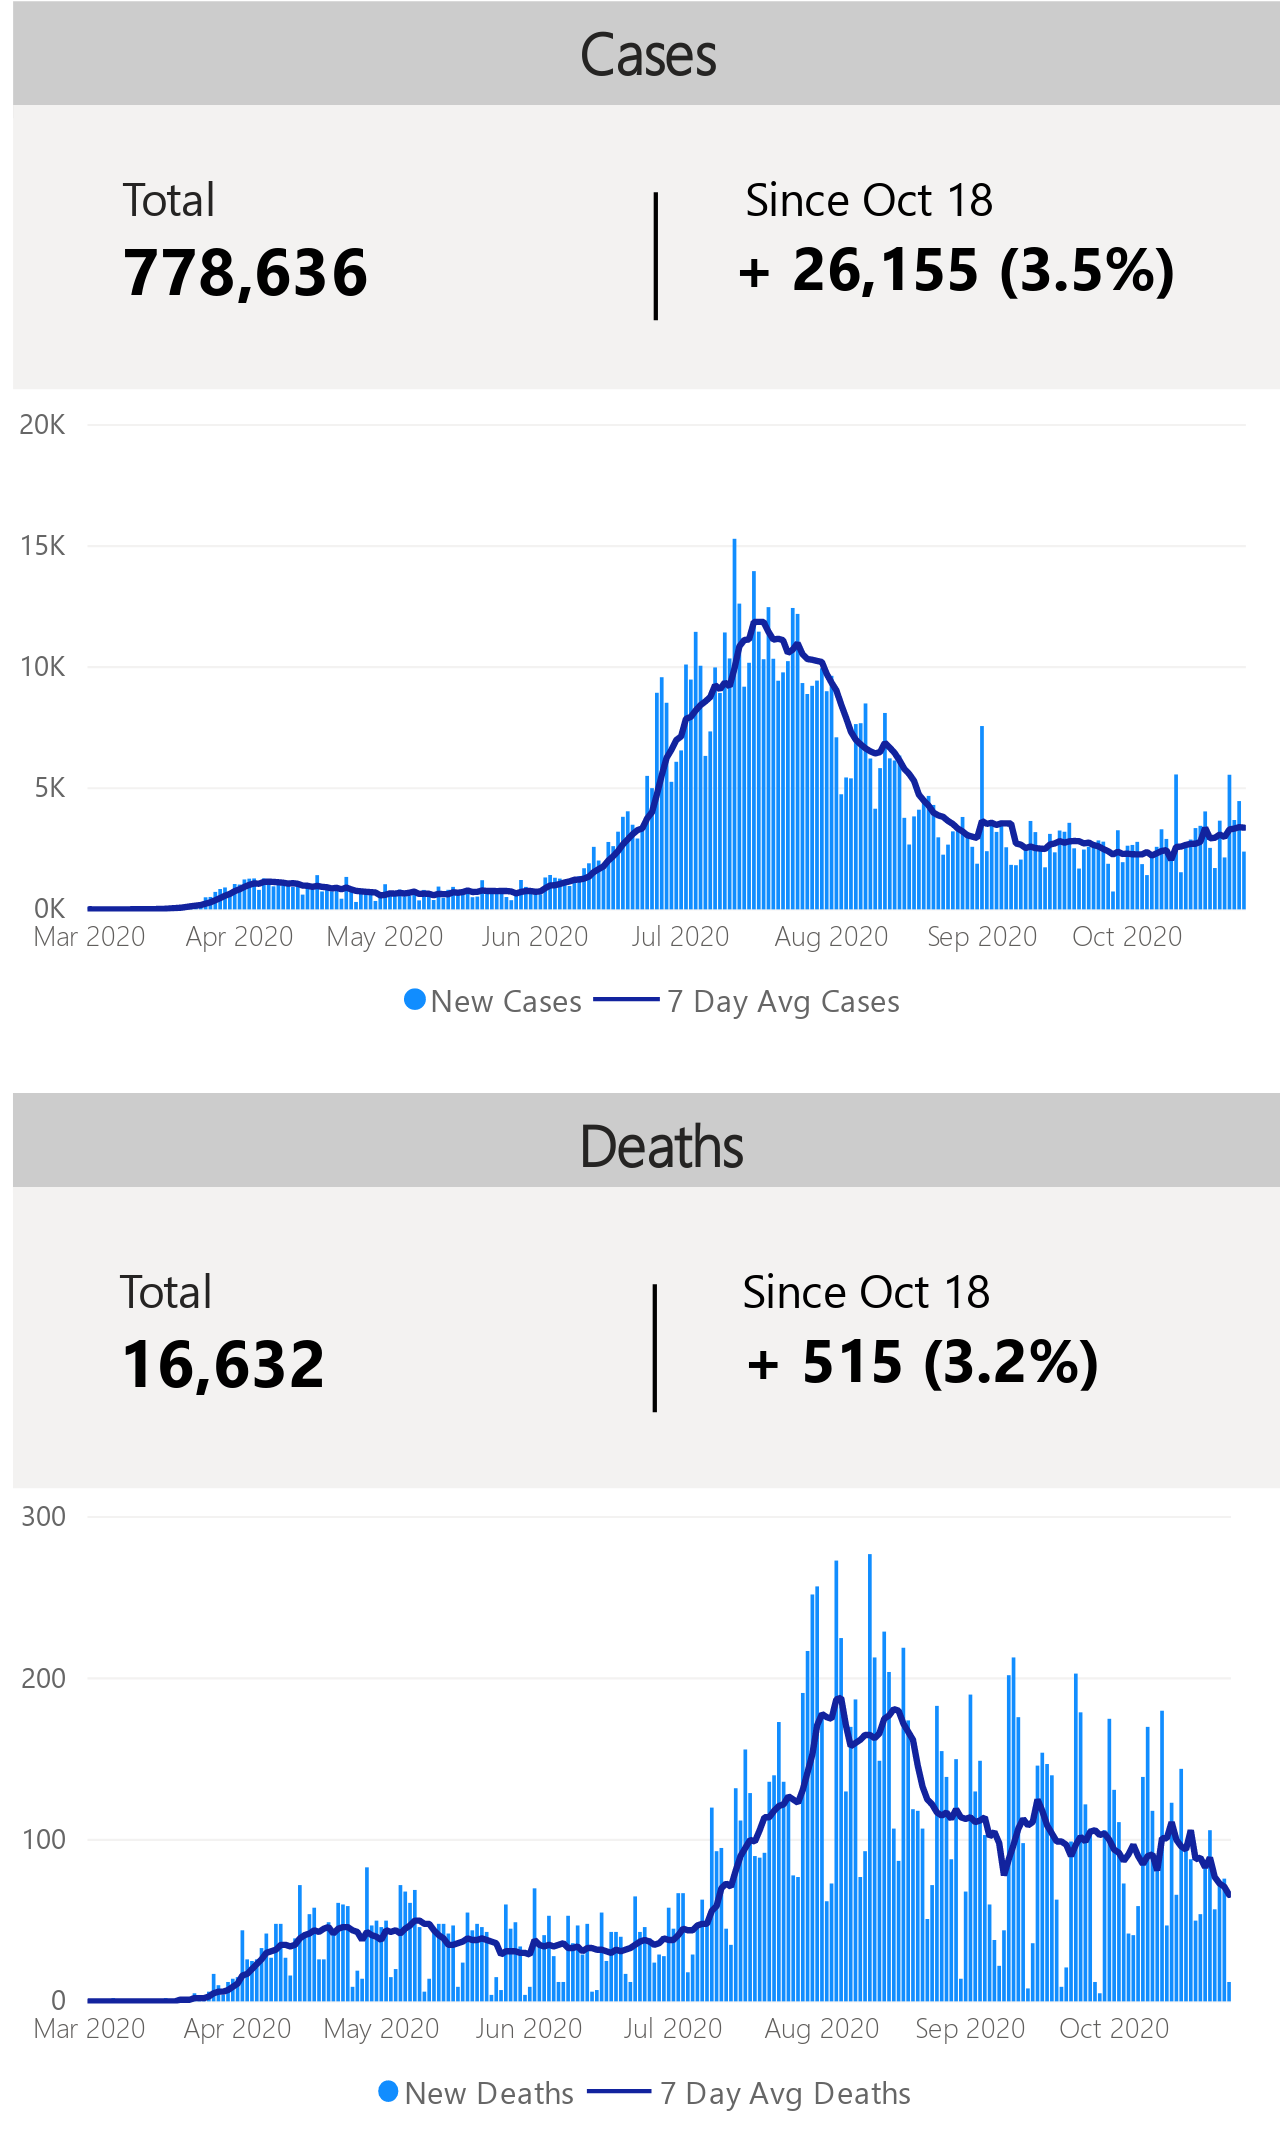 Cases
Total
Since Oct 18
778,636
+ 26,155 (3.5%)
20K
15K
10K
5K
0K
Mar 2020 Apr 2020 May 2020 Jun 2020 Jul 2020 Aug 2020 Sep 2020 Oct 2020
New Cases 7 Day Avg Cases
Deaths
Total
Since Oct 18
16,632
+ 515 (3.2%)
300
200
100
0
Mar 2020 Apr 2020 May 2020 Jun 2020 Jul 2020 Aug 2020 Sep 2020 Oct 2020
New Deaths 7 Day Avg Deaths